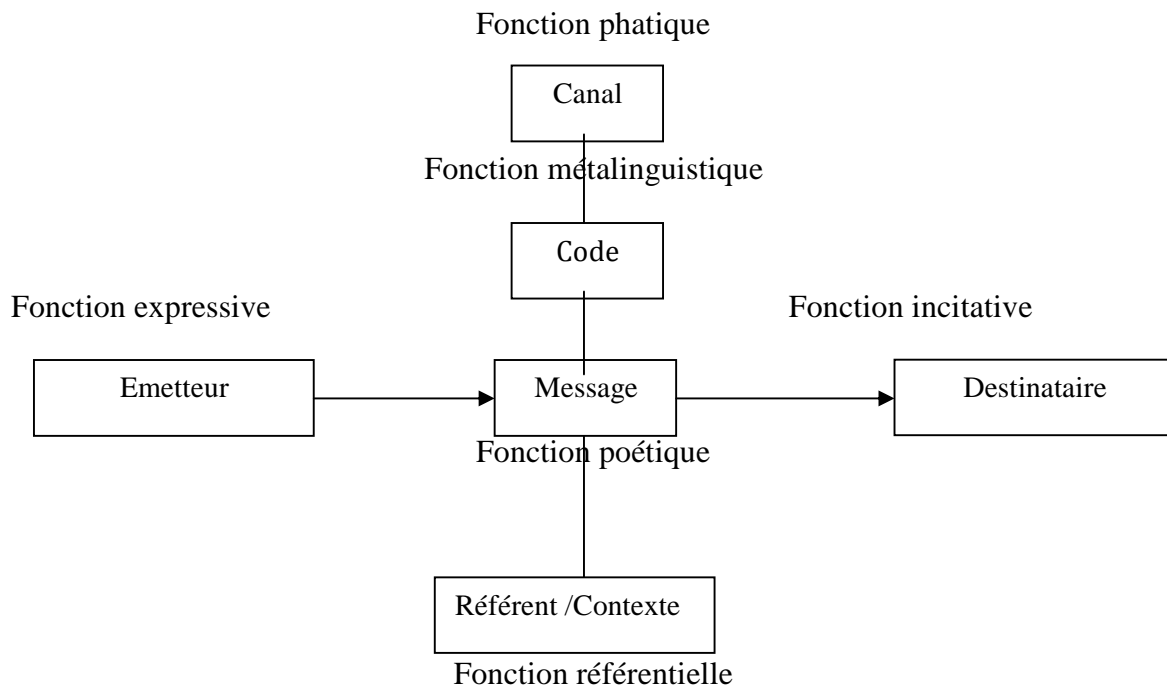 Fonction phatique
Canal
Fonction métalinguistique
Code
Fonction expressive
Fonction incitative
Emetteur
Message
Destinataire
Fonction poétique
Référent /Contexte
Fonction référentielle